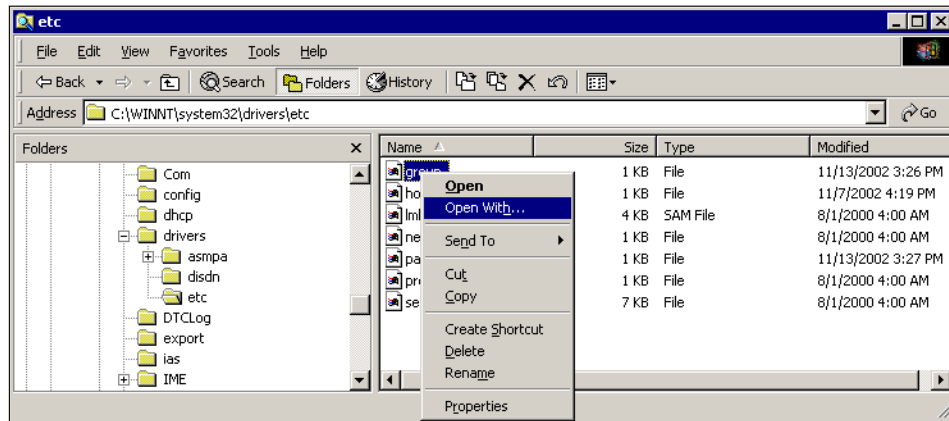 etc
File Edit View Favorites Tools Help
Back Search Folders History
Address C:\WINNT\system32\drivers\etc Go
Folders
Com
config
dhcp
drivers
asmpa
disdn
etc
DTCLog
export
ias
IME
Name Size Type Modified
group 1 KB File 11/13/2002 3:26 PM
ho 1 KB File 11/7/2002 4:19 PM
lml 4 KB SAM File 8/1/2000 4:00 AM
ne 1 KB File 8/1/2000 4:00 AM
pa 1 KB File 11/13/2002 3:27 PM
pr 1 KB File 8/1/2000 4:00 AM
se 7 KB File 8/1/2000 4:00 AM
Open
Open With...
Send To
Cut
Copy
Create Shortcut
Delete
Rename
Properties